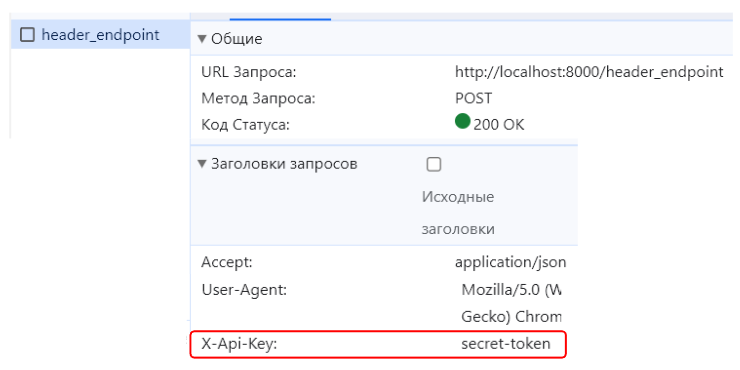 header_endpoint
Общие
URL Запроса: http://localhost:8000/header_endpoint
Метод Запроса: POST
Код Статуса: 200 OK
Заголовки запросов
Исходные
заголовки
Accept: application/json
User-Agent: Mozilla/5.0 (W
Gecko) Chrom
X-Api-Key: secret-token